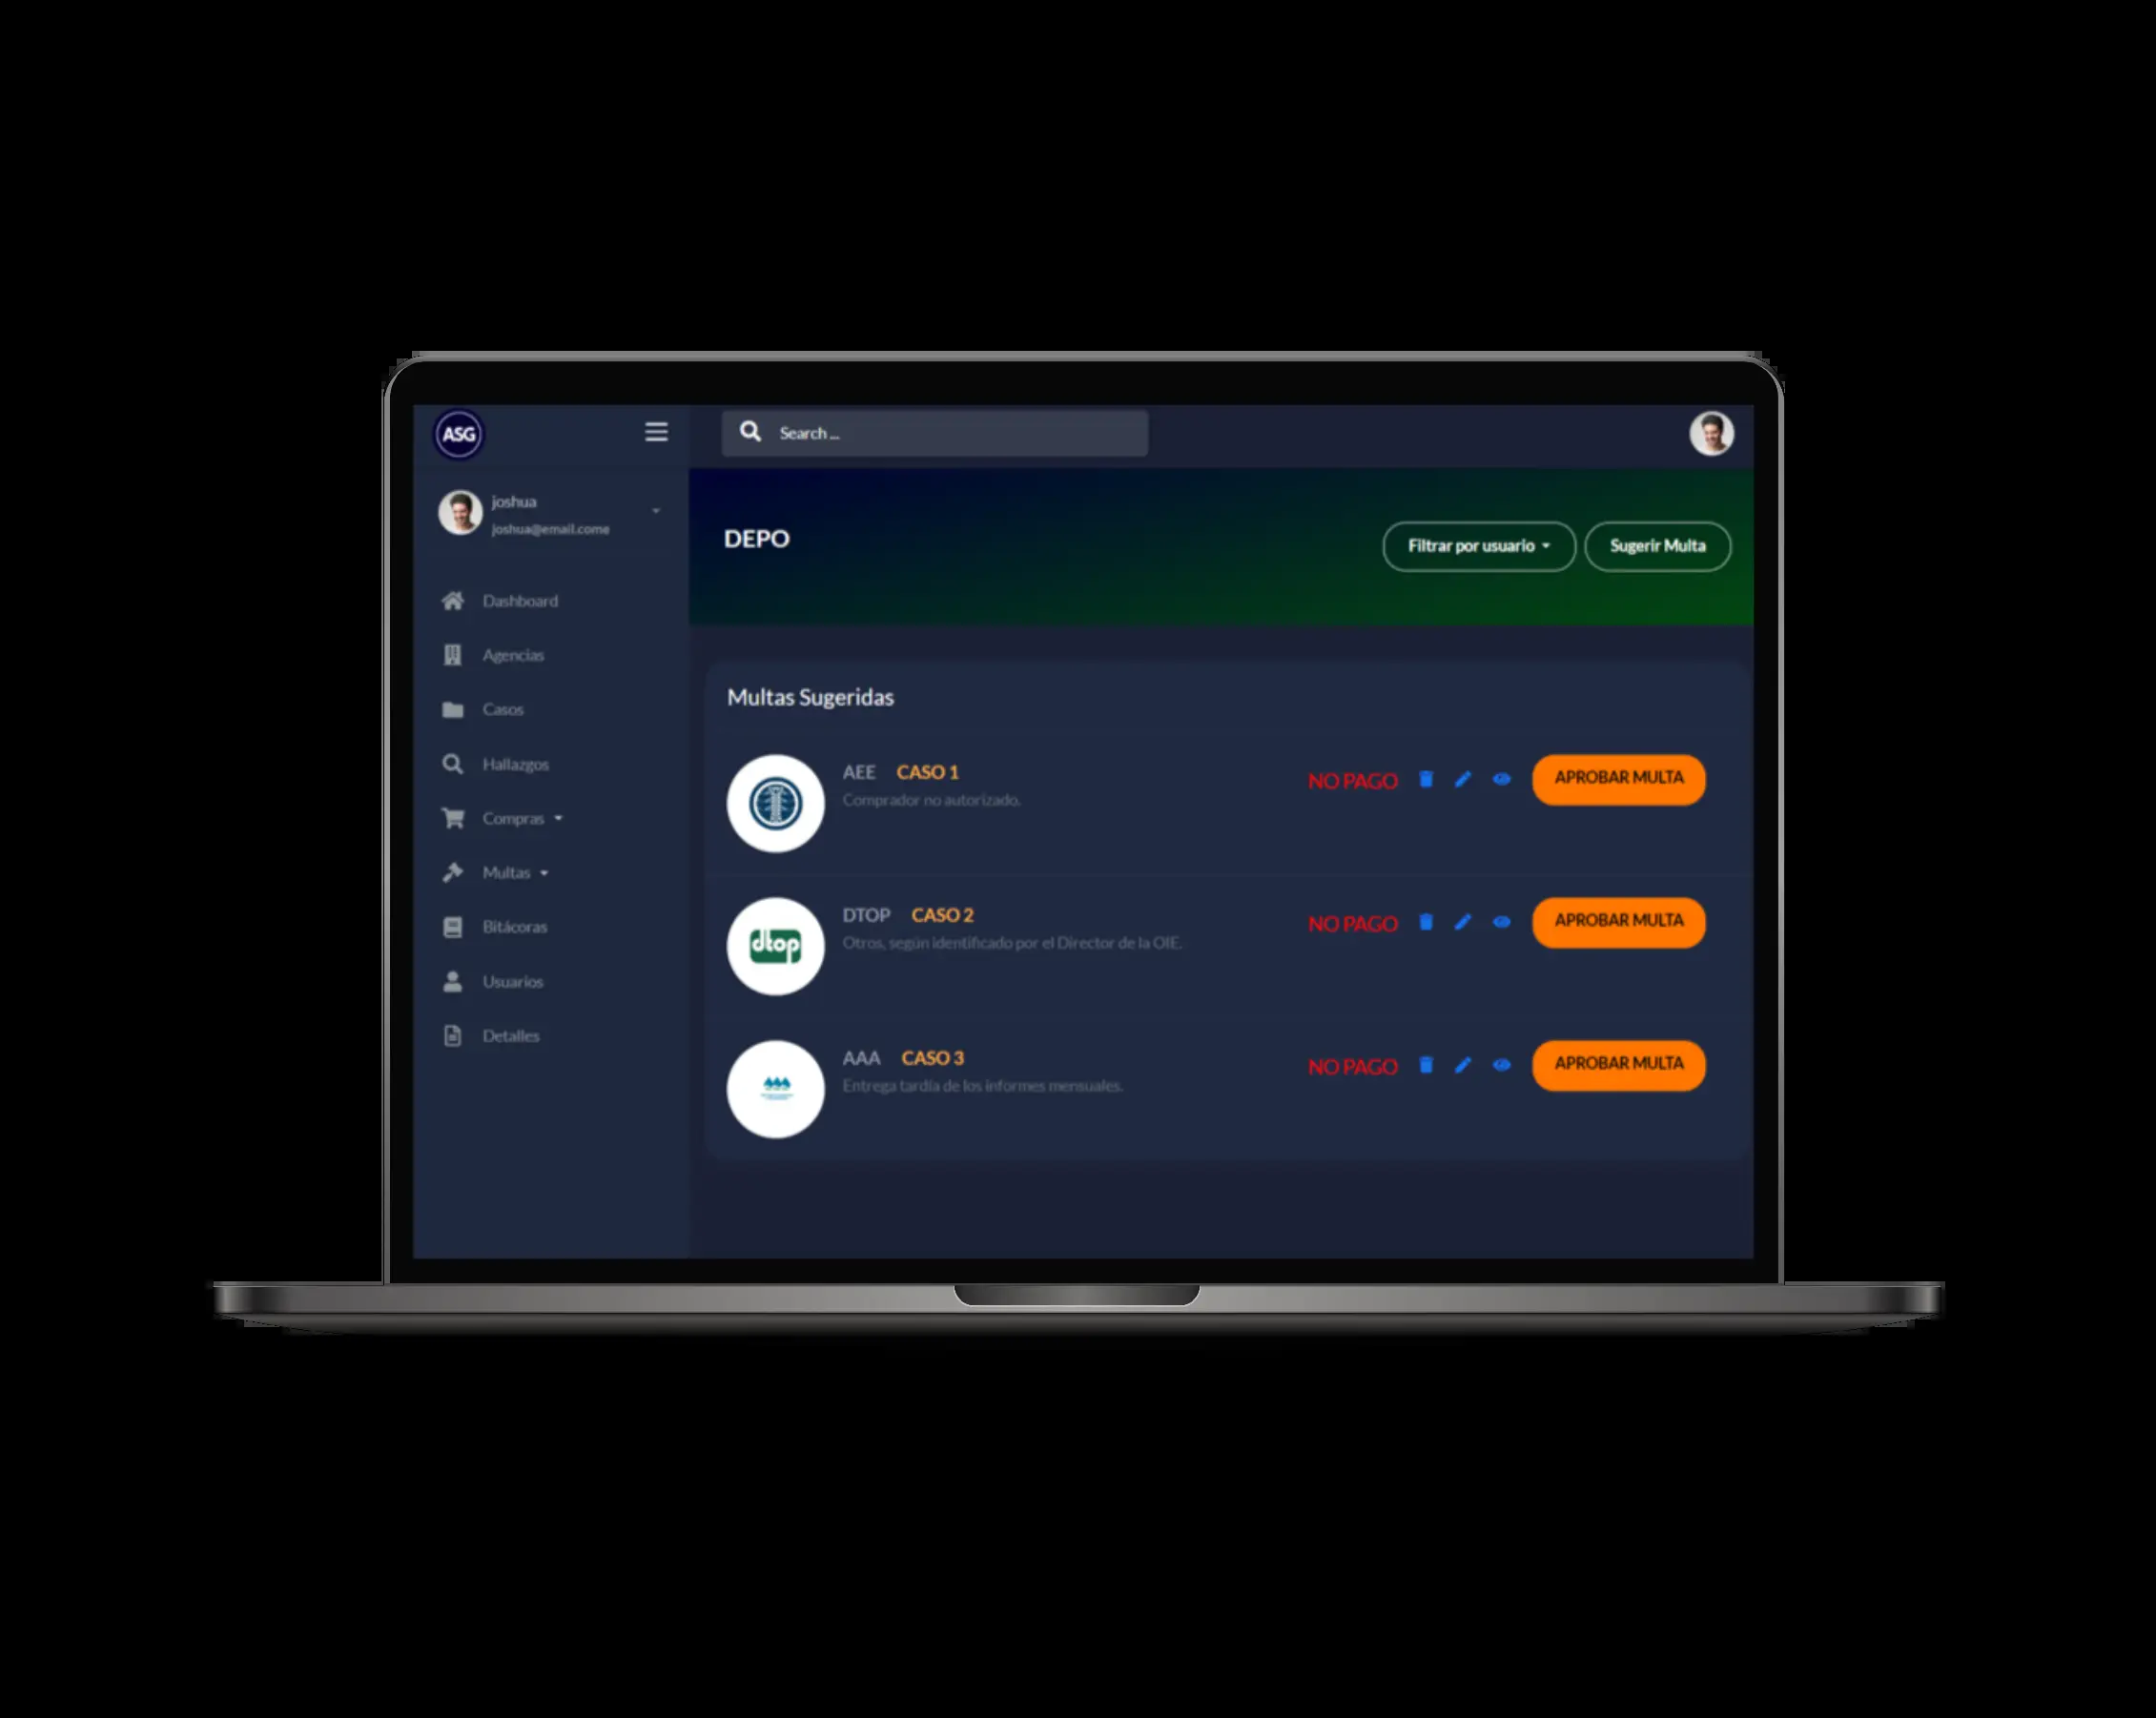 ASG
Search ...
joshua
joshua@email.come
DEPO
Filtrar por usuario
Sugerir Multa
Dashboard
Agencias
Casos
Hallazgos
Compras
Multas
Bitácoras
Usuarios
Detalles
Multas Sugeridas
AEE CASO 1
Comprador no autorizado.
NO PAGO
APROBAR MULTA
dtop
DTOP CASO 2
Otros, según identificado por el Director de la OIE.
NO PAGO
APROBAR MULTA
AAA CASO 3
Entrega tardía de los informes mensuales.
NO PAGO
APROBAR MULTA